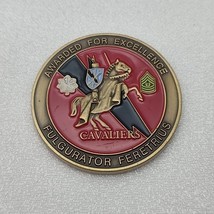 AWARDED FOR EXCELLENCE
CAVALIERS
FULGURATOR FERETRIUS